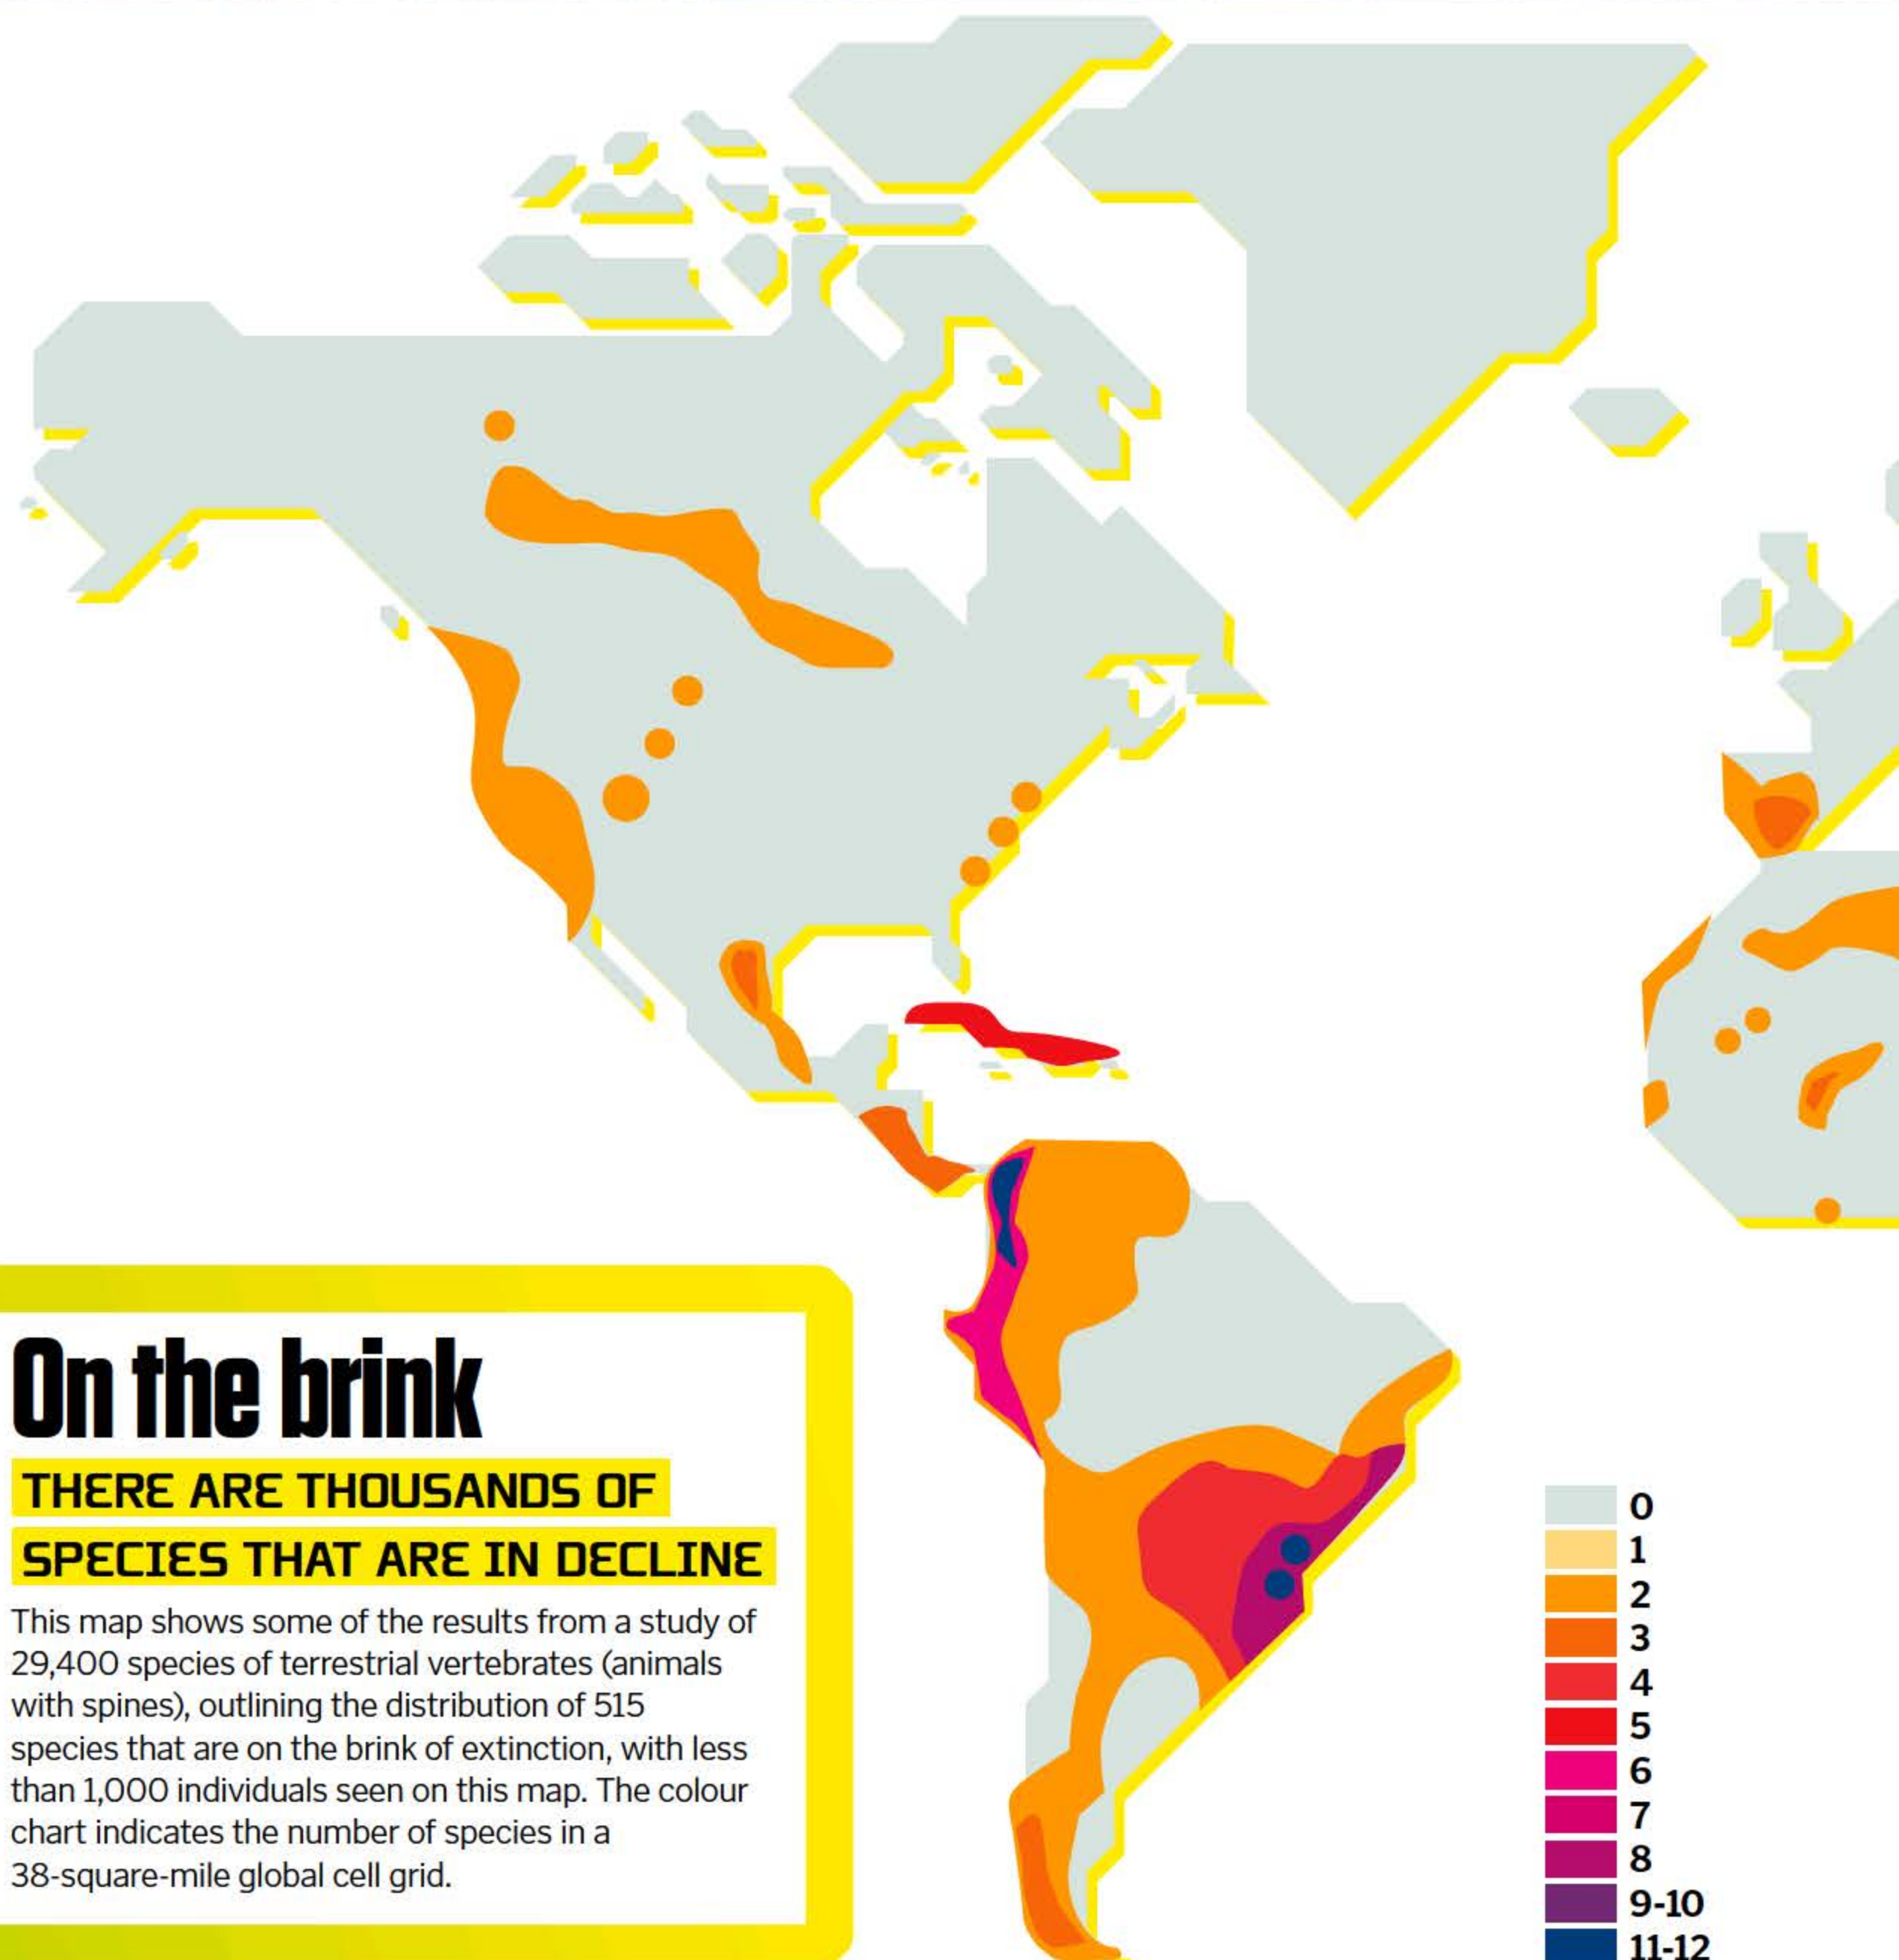 On the brink
THERE ARE THOUSANDS OF
SPECIES THAT ARE IN DECLINE
This map shows some of the results from a study of
29,400 species of terrestrial vertebrates (animals
with spines), outlining the distribution of 515
species that are on the brink of extinction, with less
than 1,000 individuals seen on this map. The colour
chart indicates the number of species in a
38-square-mile global cell grid.
0
1
2
3
4
5
6
7
8
9-10
11-12